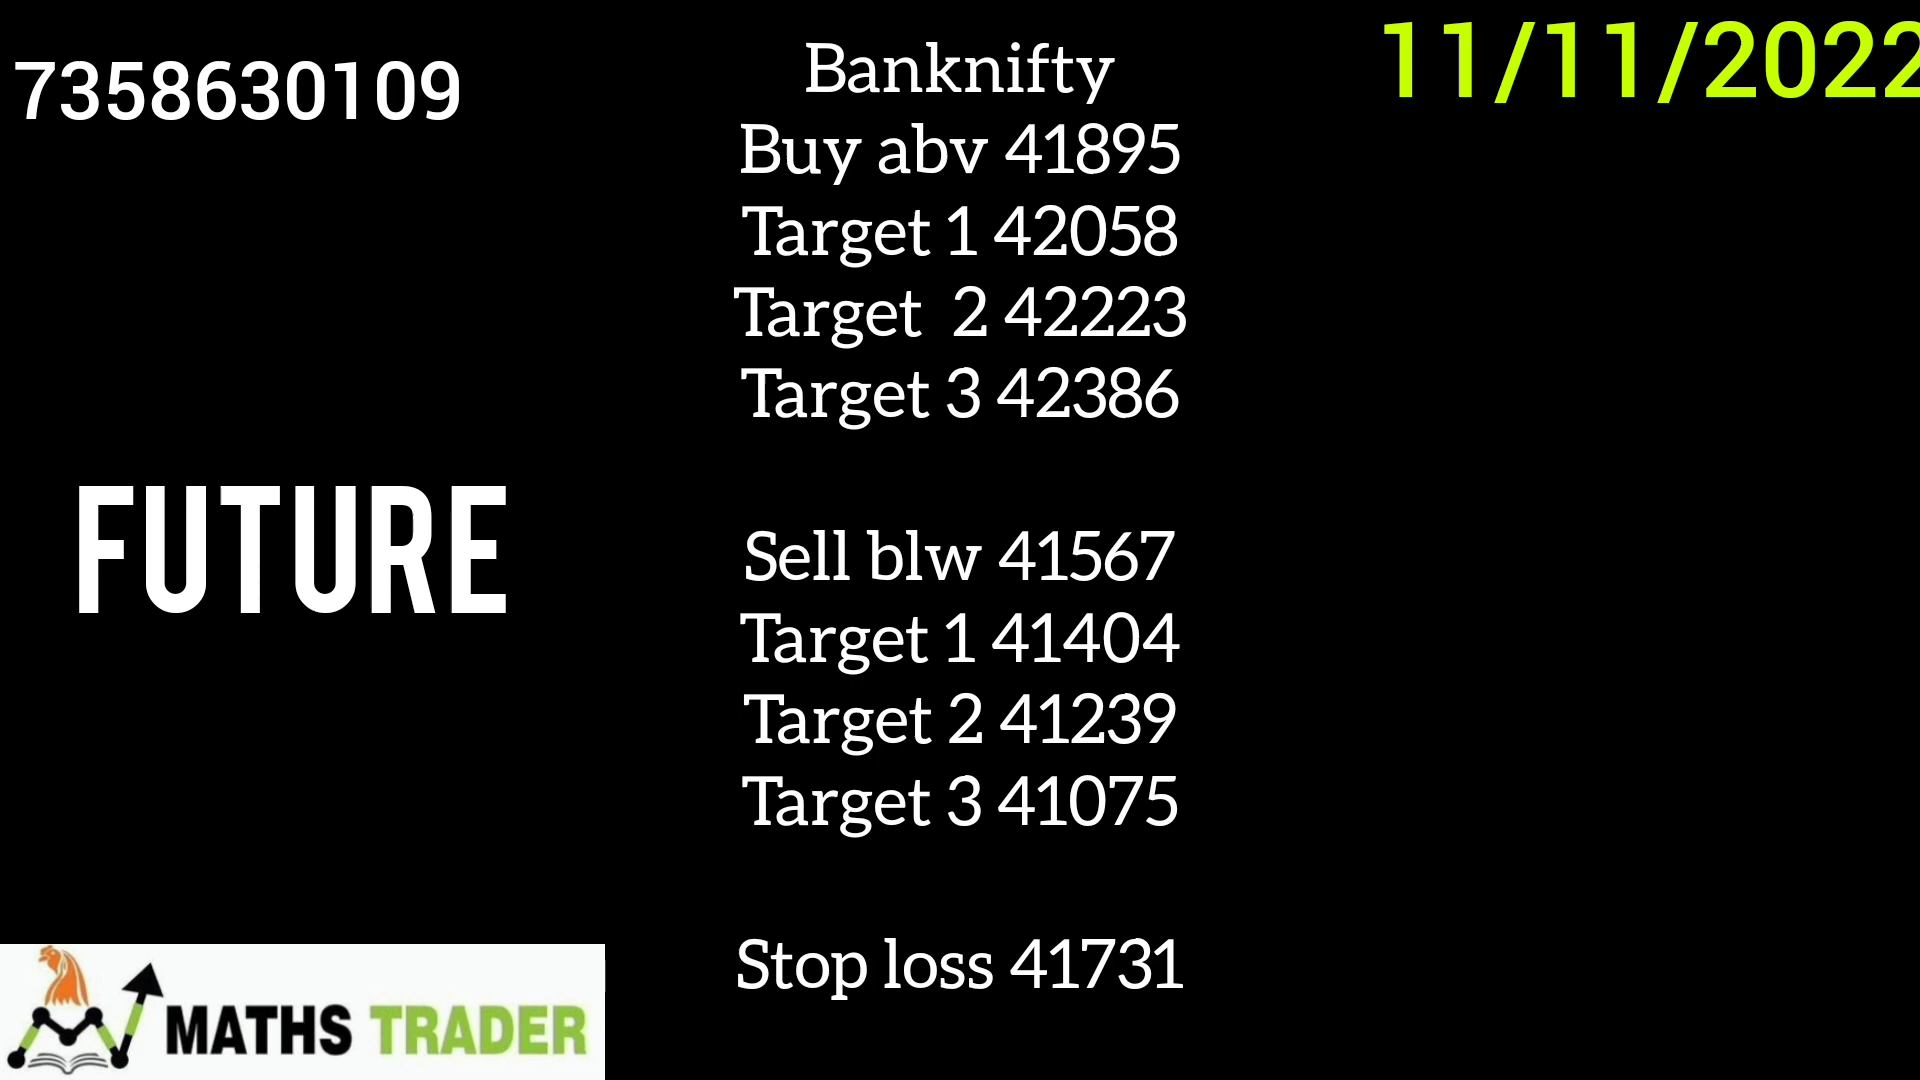 7358630109
11/11/2022
Banknifty
Buy abv 41895
Target 1 42058
Target  2 42223
Target 3 42386
FUTURE
Sell blw 41567
Target 1 41404
Target 2 41239
Target 3 41075
Stop loss 41731
MATHS TRADER